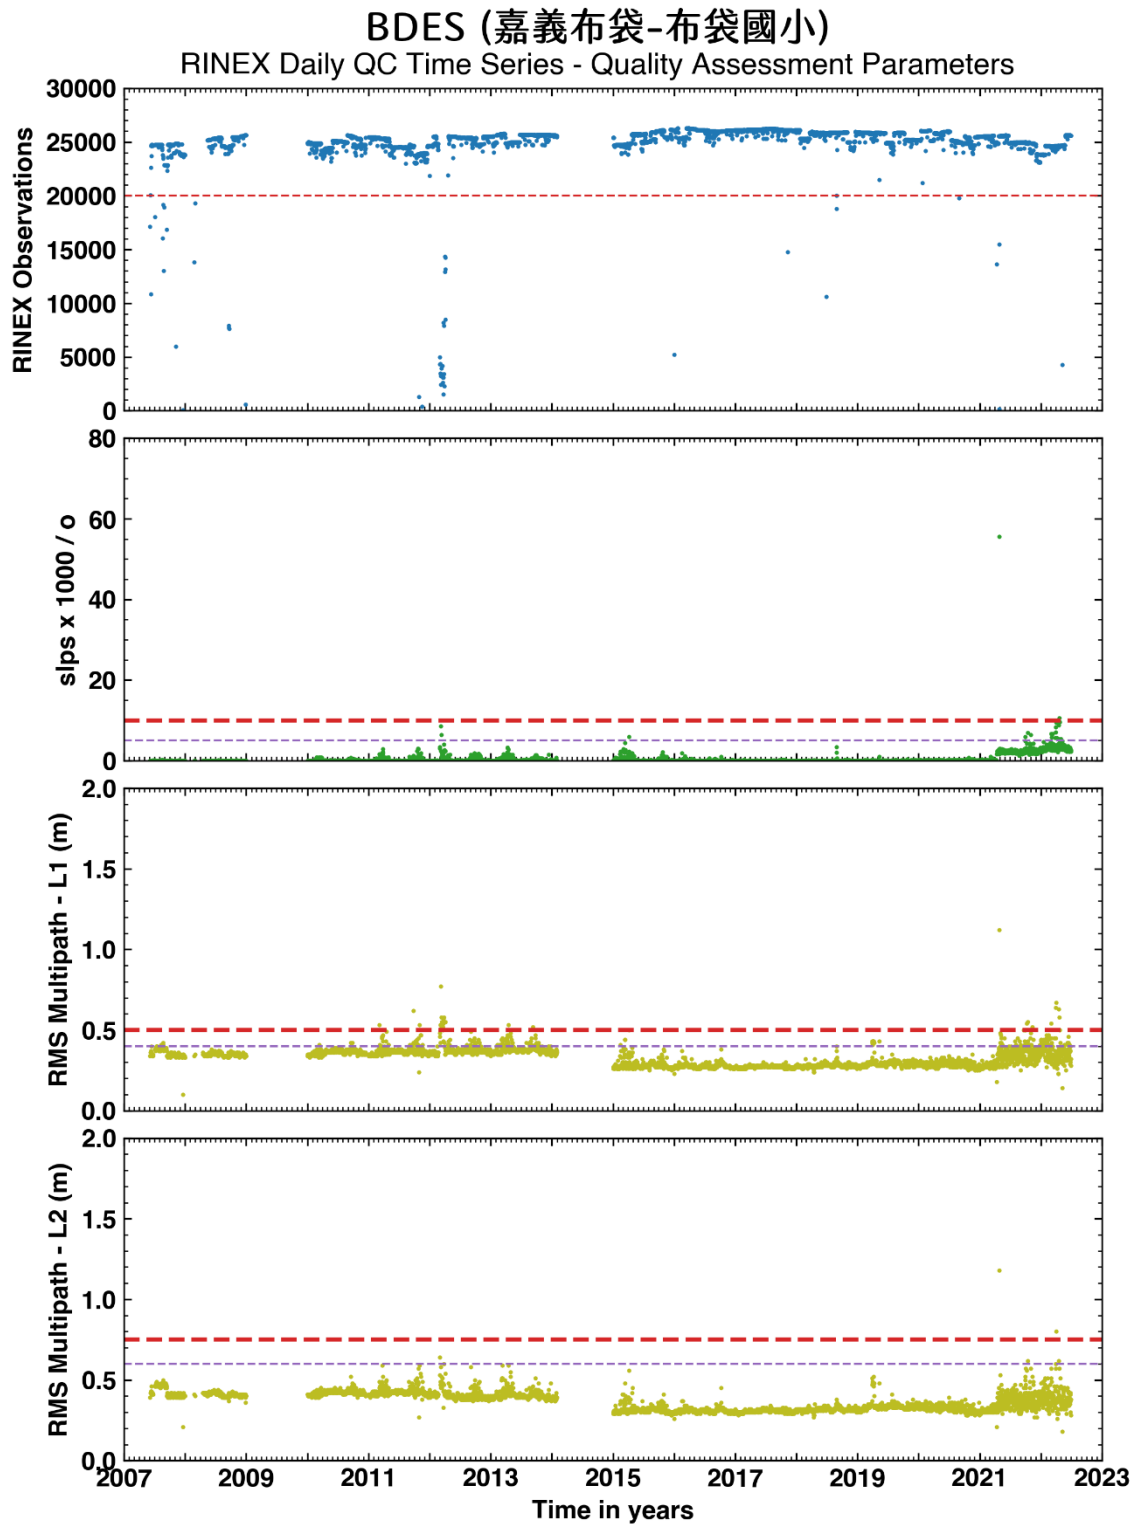 BDES (嘉義布袋-布袋國小)
RINEX Daily QC Time Series - Quality Assessment Parameters
RINEX Observations
30000
25000
20000
15000
10000
5000
0
slps x 1000 / o
80
60
40
20
0
RMS Multipath - L1 (m)
2.0
1.5
1.0
0.5
0.0
RMS Multipath - L2 (m)
2.0
1.5
1.0
0.5
0.0
2007 2009 2011 2013 2015 2017 2019 2021 2023
Time in years